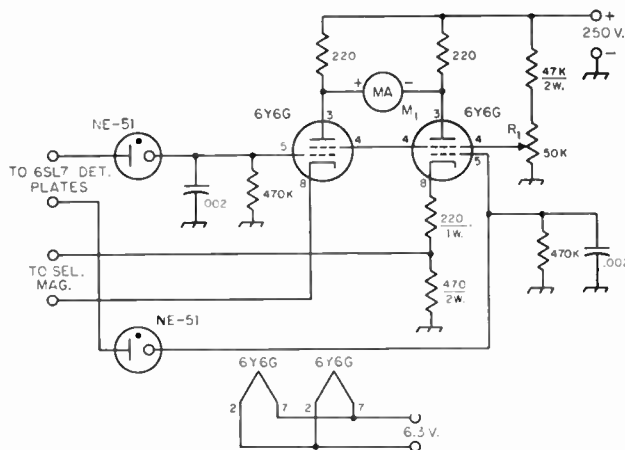 +
250 V.
−
220
220
47K
2W.
+ MA −
M1
3
3
6Y6G
6Y6G
NE-51
5
4
4
4
5
R1
50K
TO 6SL7 DET.
PLATES
.002
470K
8
8
220
1W.
470K
.002
TO SEL.
MAG.
470
2W.
NE-51
6Y6G
6Y6G
2
7
2
7
6.3 V.